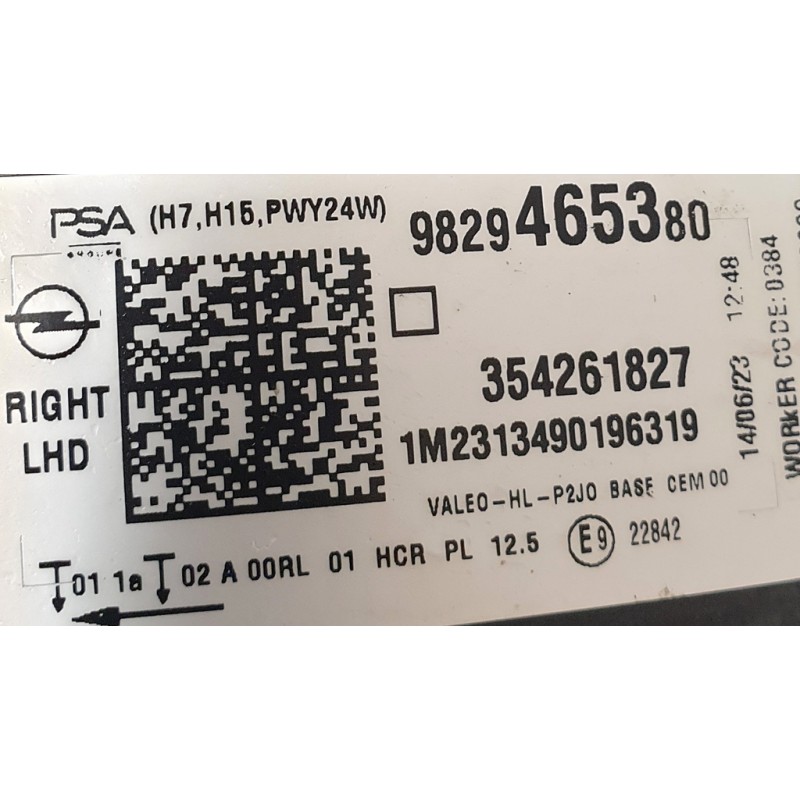 PSA (H7,H15,PWY24W)
9829465380
RIGHT
LHD
354261827
1M2313490196319
VALEO-HL-P2JO BASE CEM 00
01 1a 02 A 00RL 01 HCR PL 12.5 E9 22842
14/06/23 12:48
WORKER CODE:0384